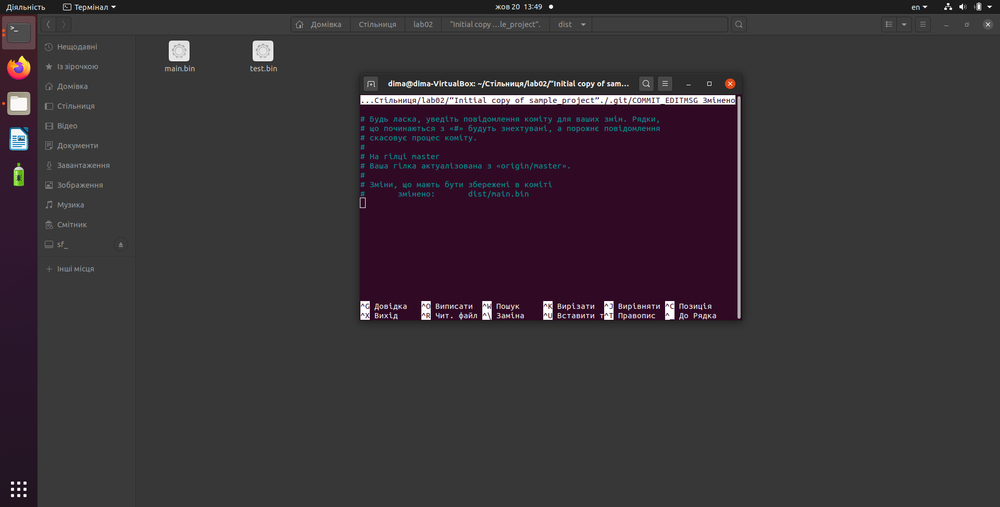 Діяльність
Термінал
жов 20 13:49
en
Домівка
Стільниця
lab02
“Initial copy …le_project”.
dist
Нещодавні
Із зірочкою
Домівка
Стільниця
Відео
Документи
Завантаження
Зображення
Музика
Смітник
sf_
Інші місця
main.bin
test.bin
dima@dima-VirtualBox: ~/Стільниця/lab02/“Initial copy of sam...
...Стільниця/lab02/“Initial copy of sample_project”./.git/COMMIT_EDITMSG Змінено
# Будь ласка, уведіть повідомлення коміту для ваших змін. Рядки,
# що починаються з «#» будуть знехтувані, а порожнє повідомлення
# скасовує процес коміту.
#
# На гілці master
# Ваша гілка актуалізована з «origin/master».
#
# Зміни, що мають бути збережені в коміті
# змінено: dist/main.bin
^G Довідка ^O Виписати ^W Пошук ^K Вирізати ^J Вирівняти ^C Позиція
^X Вихід ^R Чит. файл ^\ Заміна ^U Вставити т^T Правопис ^_ До Рядка